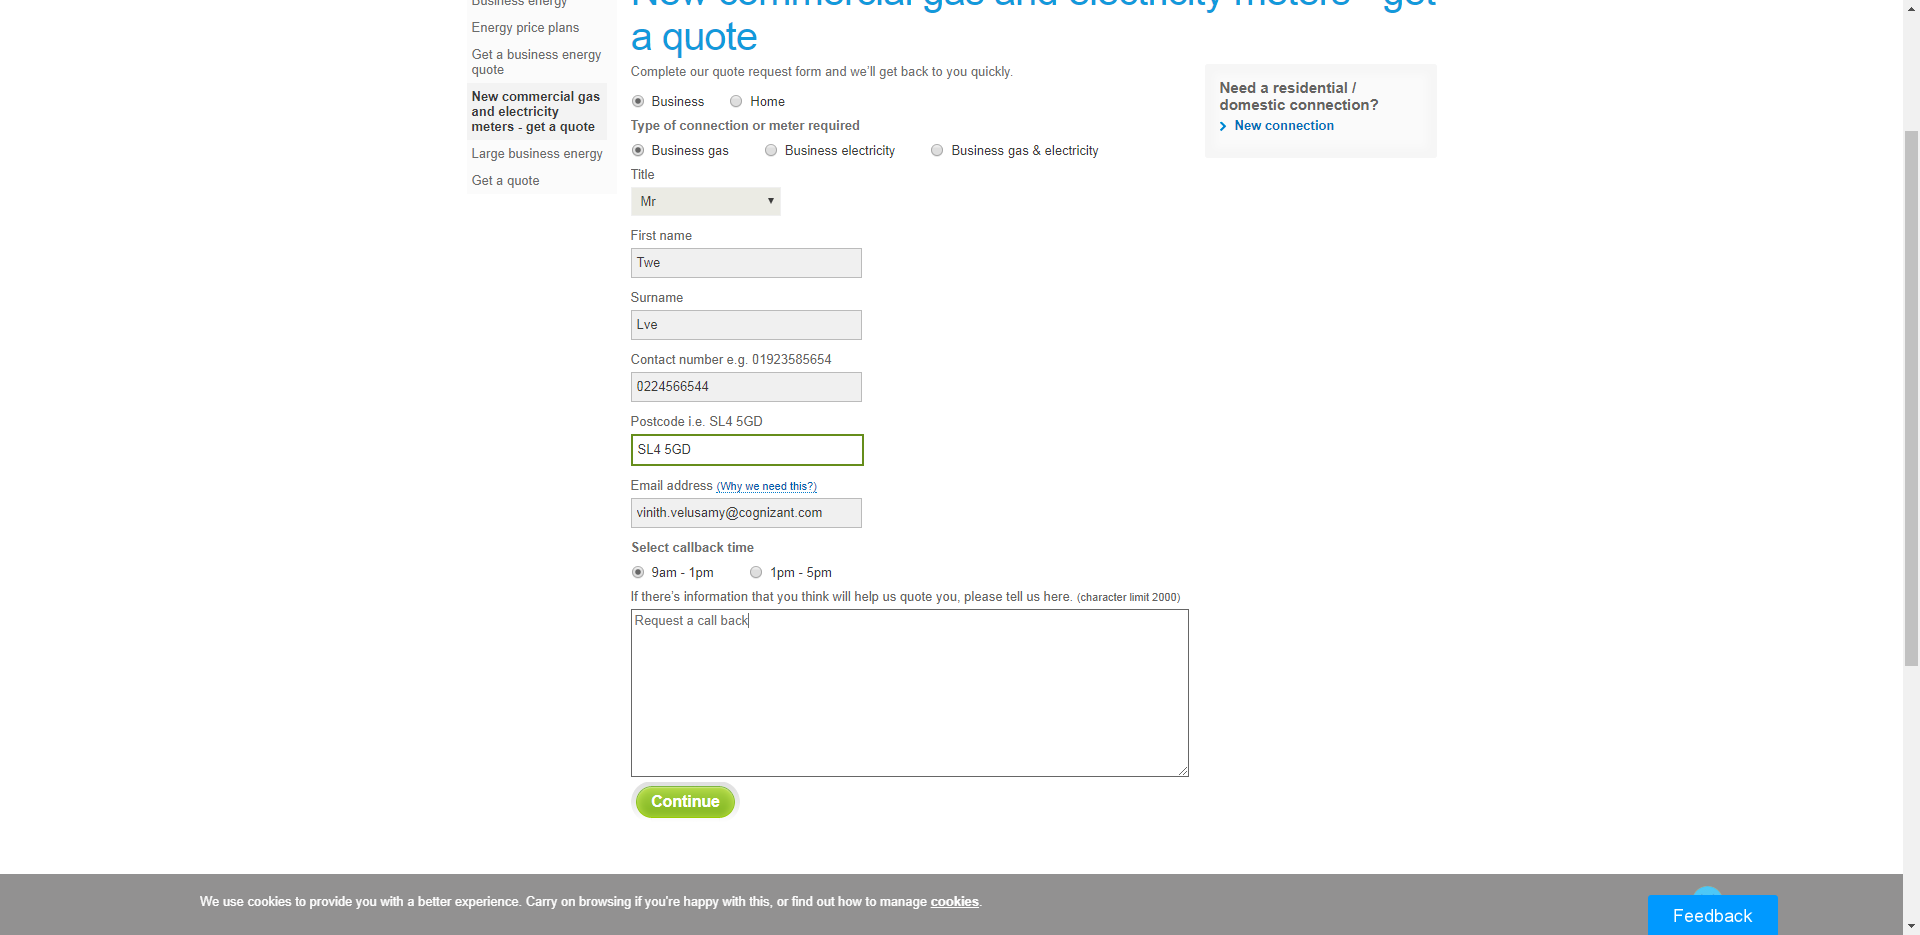 Business energy
Energy price plans
Get a business energy
quote
New commercial gas
and electricity
meters - get a quote
Large business energy
Get a quote
New commercial gas and electricity meters - get
a quote
Complete our quote request form and we'll get back to you quickly.
Business
Home
Type of connection or meter required
Business gas
Business electricity
Business gas & electricity
Title
Mr
First name
Twe
Surname
Lve
Contact number e.g. 01923585654
0224566544
Postcode i.e. SL4 5GD
SL4 5GD
Email address (Why we need this?)
vinith.velusamy@cognizant.com
Select callback time
9am - 1pm
1pm - 5pm
If there's information that you think will help us quote you, please tell us here. (character limit 2000)
Request a call back
Continue
Need a residential /
domestic connection?
New connection
We use cookies to provide you with a better experience. Carry on browsing if you're happy with this, or find out how to manage cookies.
Feedback